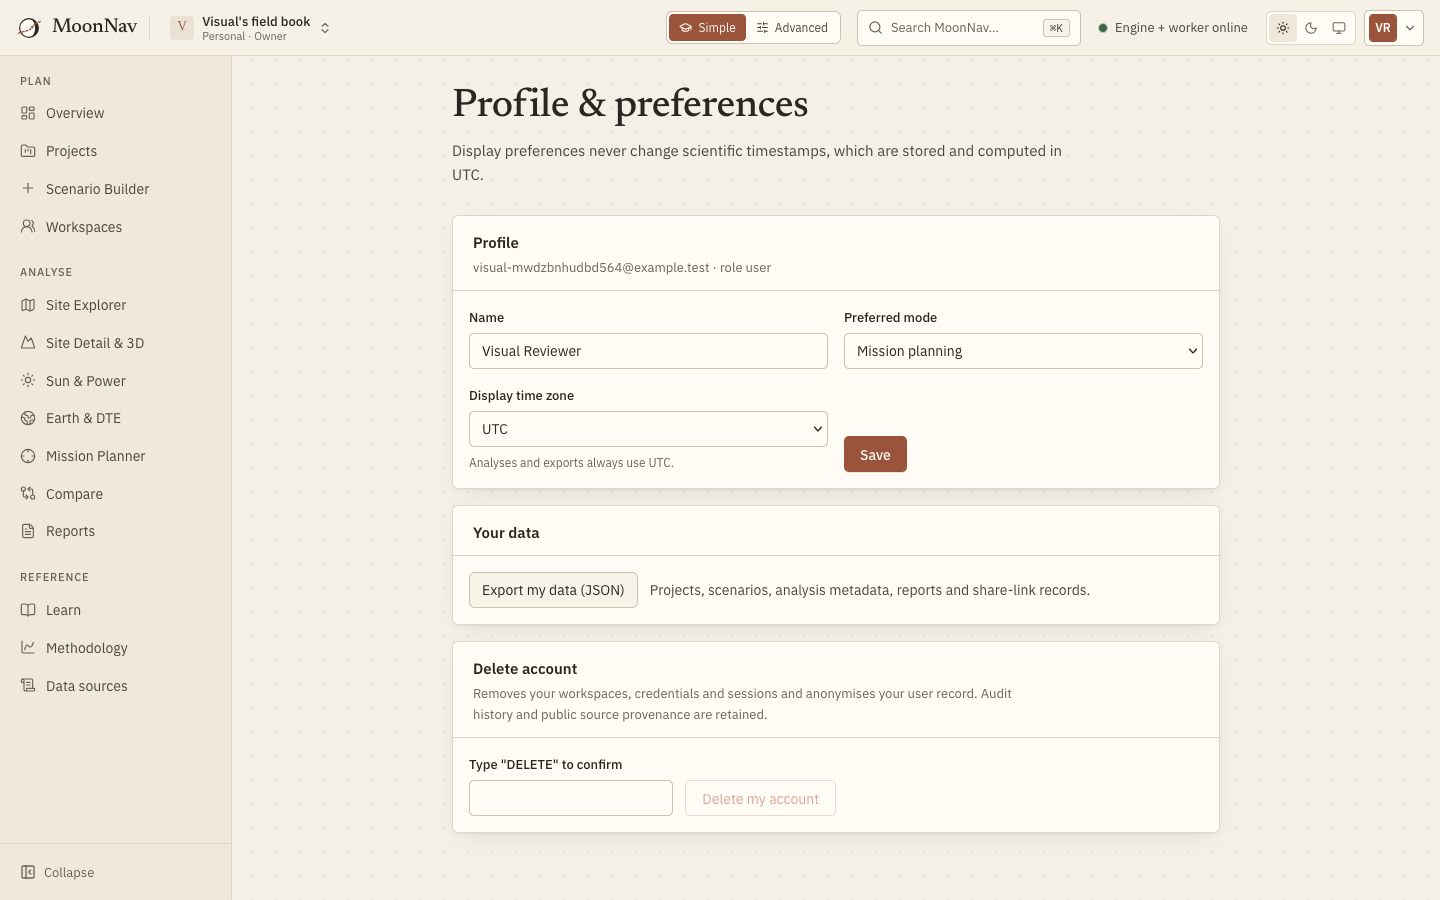 MoonNav
V
Visual's field book
Personal · Owner
Simple
Advanced
Search MoonNav...
⌘K
Engine + worker online
VR
PLAN
Overview
Projects
Scenario Builder
Workspaces
ANALYSE
Site Explorer
Site Detail & 3D
Sun & Power
Earth & DTE
Mission Planner
Compare
Reports
REFERENCE
Learn
Methodology
Data sources
Collapse
Profile & preferences
Display preferences never change scientific timestamps, which are stored and computed in
UTC.
Profile
visual-mwdzbnhudbd564@example.test · role user
Name
Preferred mode
Visual Reviewer
Mission planning
Display time zone
UTC
Analyses and exports always use UTC.
Save
Your data
Export my data (JSON)
Projects, scenarios, analysis metadata, reports and share-link records.
Delete account
Removes your workspaces, credentials and sessions and anonymises your user record. Audit
history and public source provenance are retained.
Type "DELETE" to confirm
Delete my account